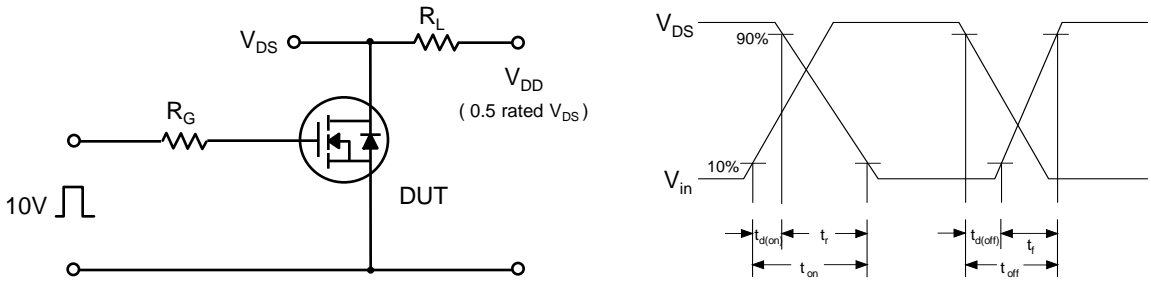 V_DS
R_L
V_DD
( 0.5 rated V_DS )
R_G
DUT
10V
V_DS
90%
10%
V_in
t_d(on)
t_r
t_on
t_d(off)
t_f
t_off